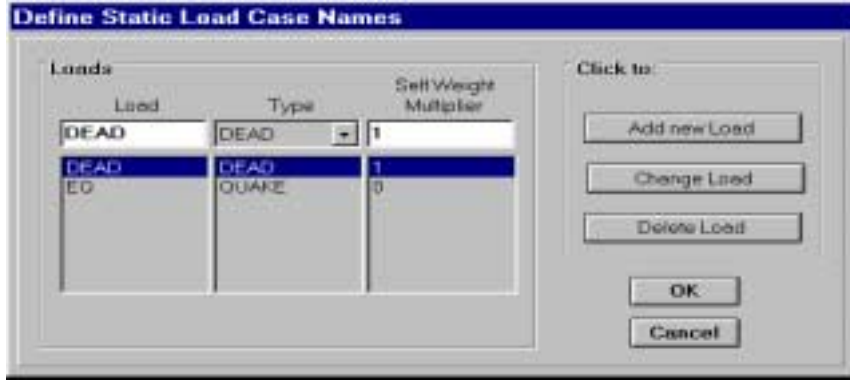 Define Static Load Case Names
Loads
Click to:
Load Type Self Weight Multiplier
DEAD DEAD 1
DEAD DEAD 1
EQ QUAKE 0
Add new Load
Change Load
Delete Load
OK
Cancel